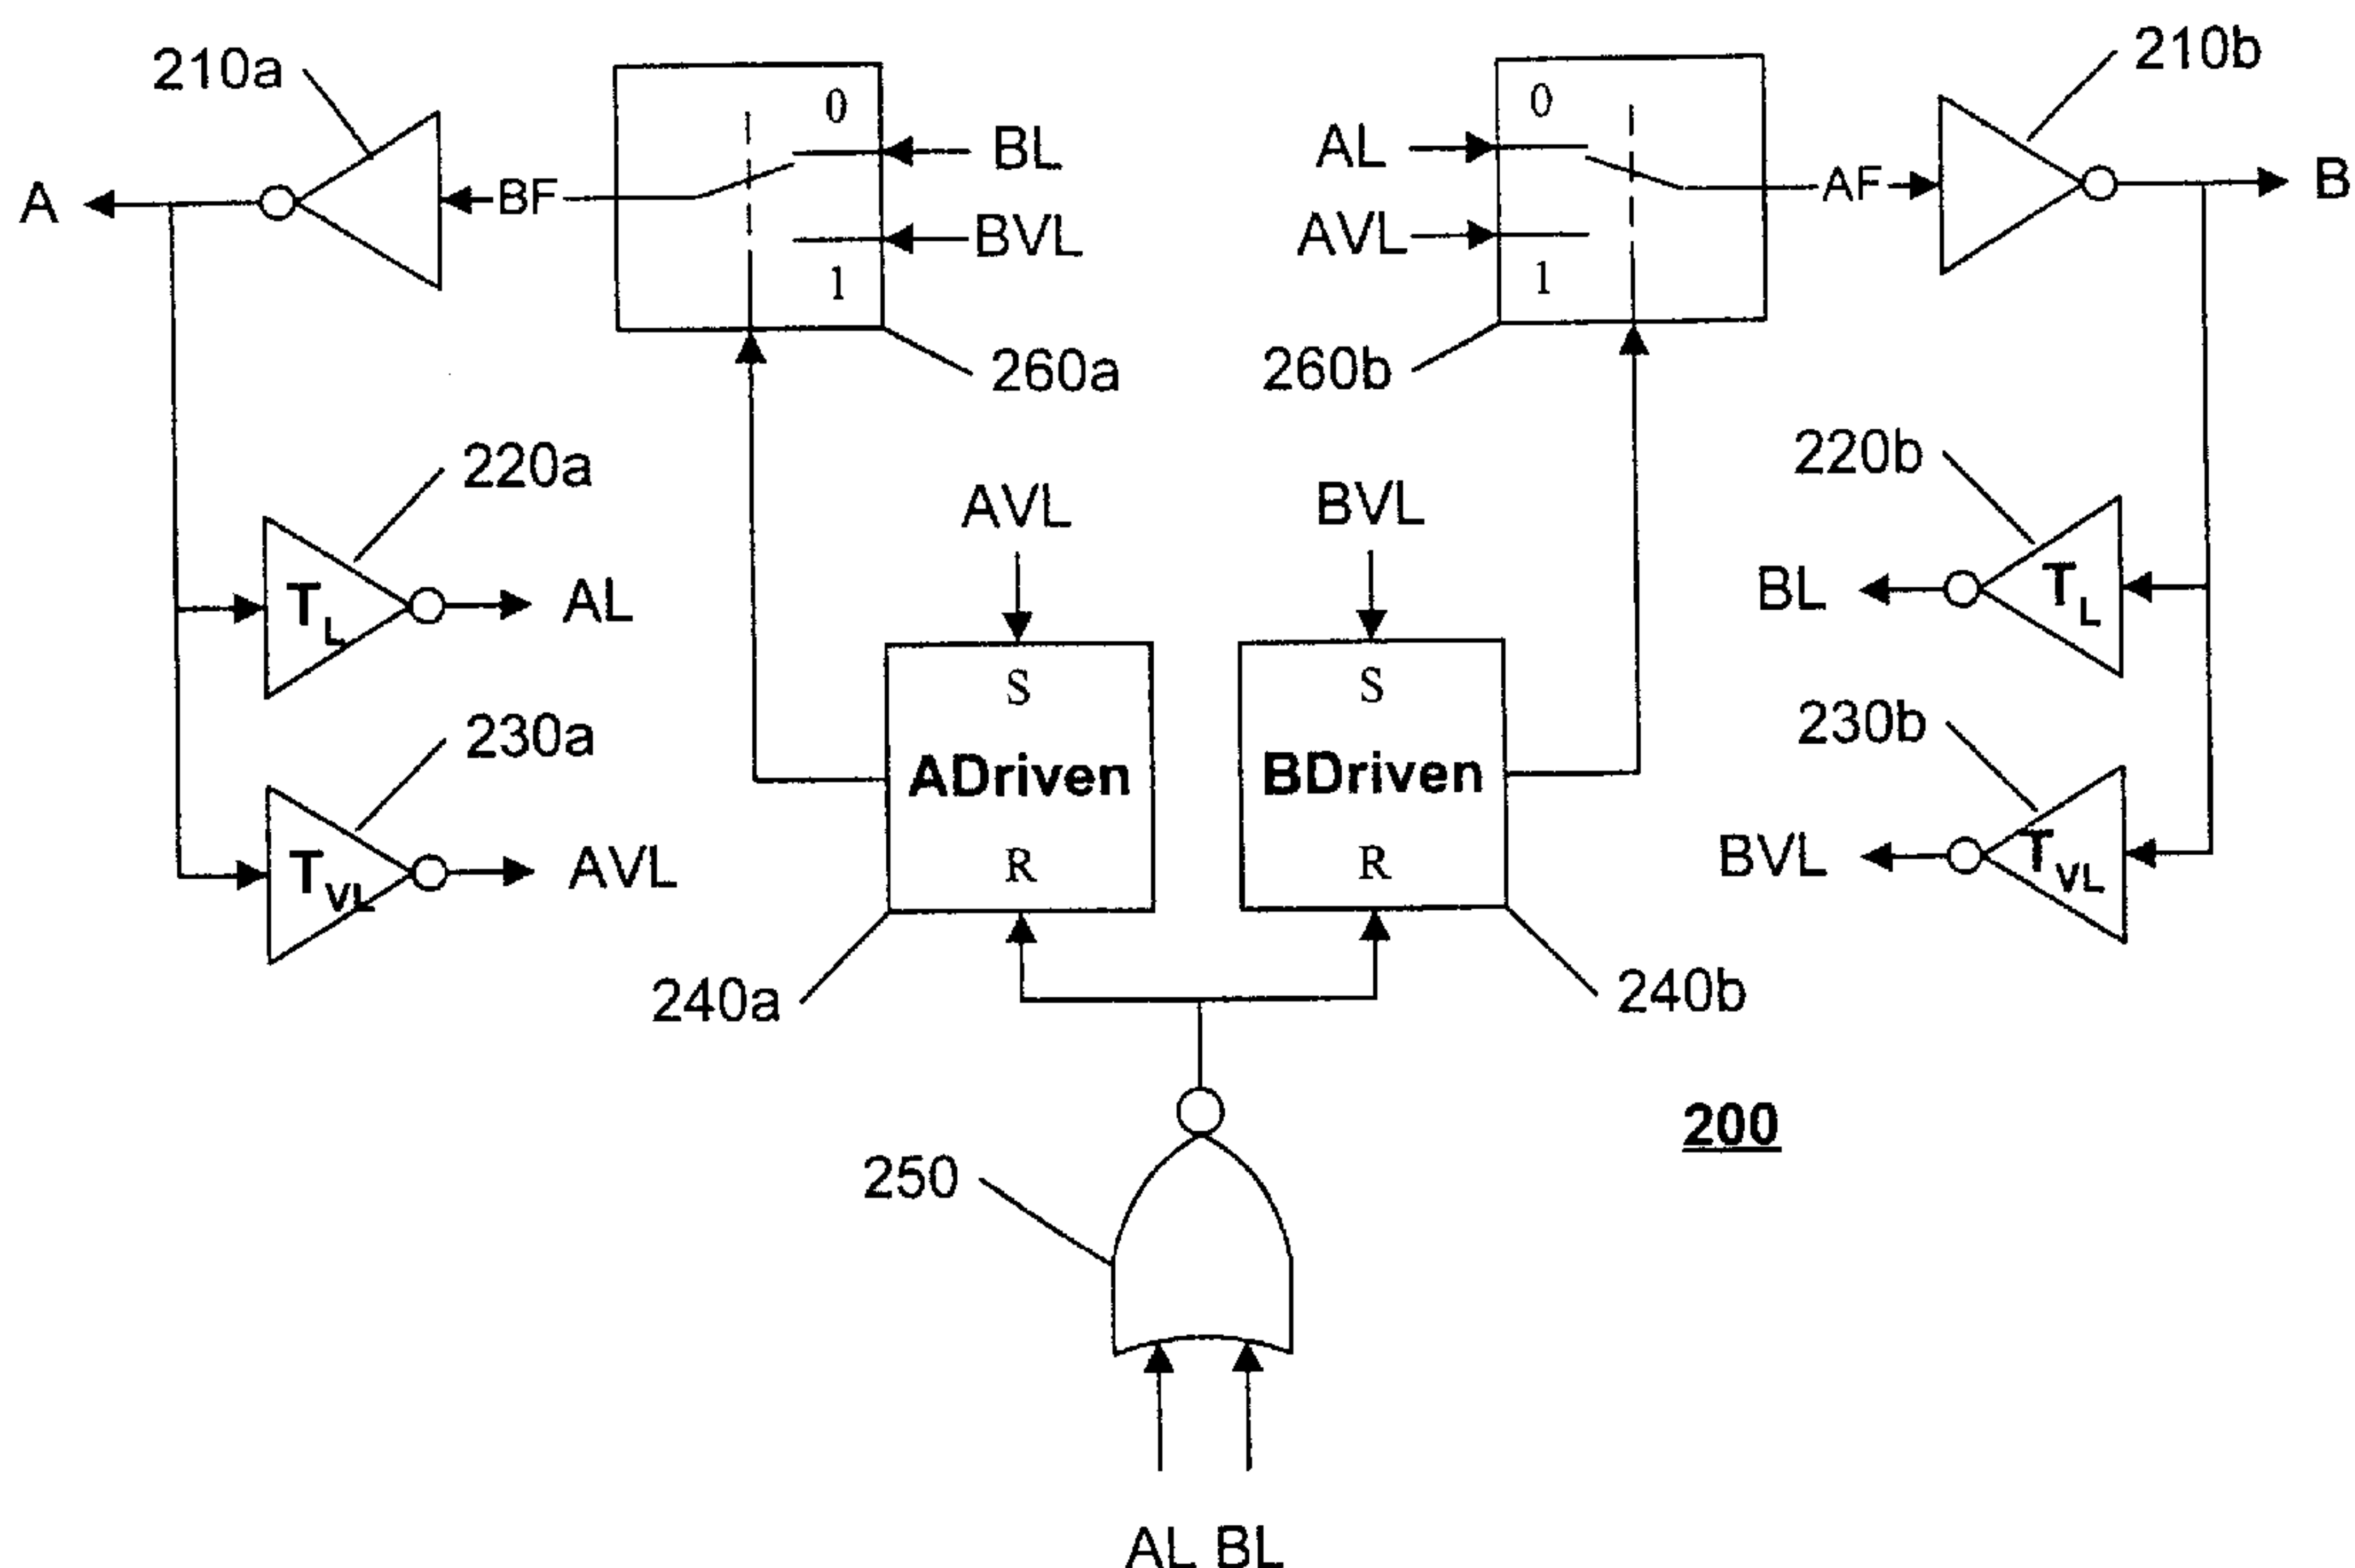 210a
210b
0
0
BL
AL
A
BF
AF
B
BVL
AVL
1
1
260a
260b
220a
220b
AVL
BVL
TL
AL
BL
TL
S
S
230a
230b
ADriven
BDriven
TVL
AVL
R
R
BVL
TVL
240a
240b
200
250
AL BL